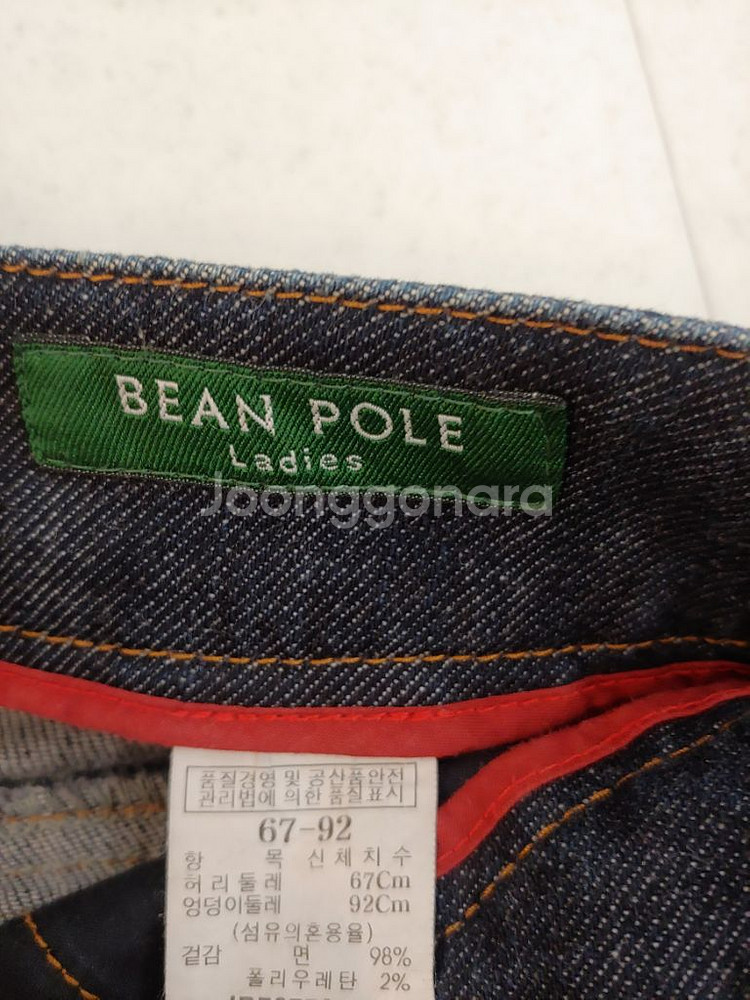 BEAN POLE
Ladies
Joonggonara
품질경영 및 공산품안전
관리법에 의한 품질표시
67-92
항 목 신체치수
허리둘레 67Cm
엉덩이둘레 92Cm
(섬유의혼용율)
겉감 면 98%
폴리우레탄 2%